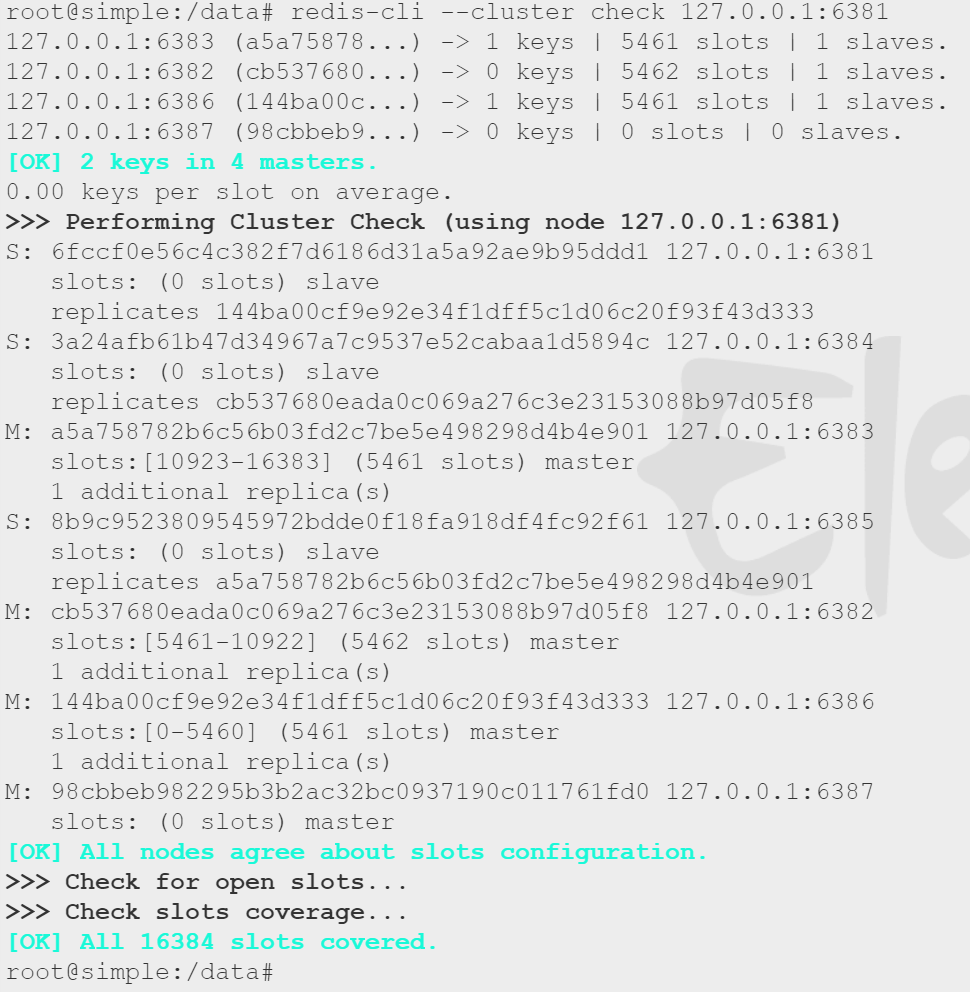 root@simple:/data# redis-cli --cluster check 127.0.0.1:6381
127.0.0.1:6383 (a5a75878...) -> 1 keys | 5461 slots | 1 slaves.
127.0.0.1:6382 (cb537680...) -> 0 keys | 5462 slots | 1 slaves.
127.0.0.1:6386 (144ba00c...) -> 1 keys | 5461 slots | 1 slaves.
127.0.0.1:6387 (98cbbeb9...) -> 0 keys | 0 slots | 0 slaves.
[OK] 2 keys in 4 masters.
0.00 keys per slot on average.
>>> Performing Cluster Check (using node 127.0.0.1:6381)
S: 6fccf0e56c4c382f7d6186d31a5a92ae9b95ddd1 127.0.0.1:6381
   slots: (0 slots) slave
   replicates 144ba00cf9e92e34f1dff5c1d06c20f93f43d333
S: 3a24afb61b47d34967a7c9537e52cabaa1d5894c 127.0.0.1:6384
   slots: (0 slots) slave
   replicates cb537680eada0c069a276c3e23153088b97d05f8
M: a5a758782b6c56b03fd2c7be5e498298d4b4e901 127.0.0.1:6383
   slots:[10923-16383] (5461 slots) master
   1 additional replica(s)
S: 8b9c9523809545972bdde0f18fa918df4fc92f61 127.0.0.1:6385
   slots: (0 slots) slave
   replicates a5a758782b6c56b03fd2c7be5e498298d4b4e901
M: cb537680eada0c069a276c3e23153088b97d05f8 127.0.0.1:6382
   slots:[5461-10922] (5462 slots) master
   1 additional replica(s)
M: 144ba00cf9e92e34f1dff5c1d06c20f93f43d333 127.0.0.1:6386
   slots:[0-5460] (5461 slots) master
   1 additional replica(s)
M: 98cbbeb982295b3b2ac32bc0937190c011761fd0 127.0.0.1:6387
   slots: (0 slots) master
[OK] All nodes agree about slots configuration.
>>> Check for open slots...
>>> Check slots coverage...
[OK] All 16384 slots covered.
root@simple:/data#